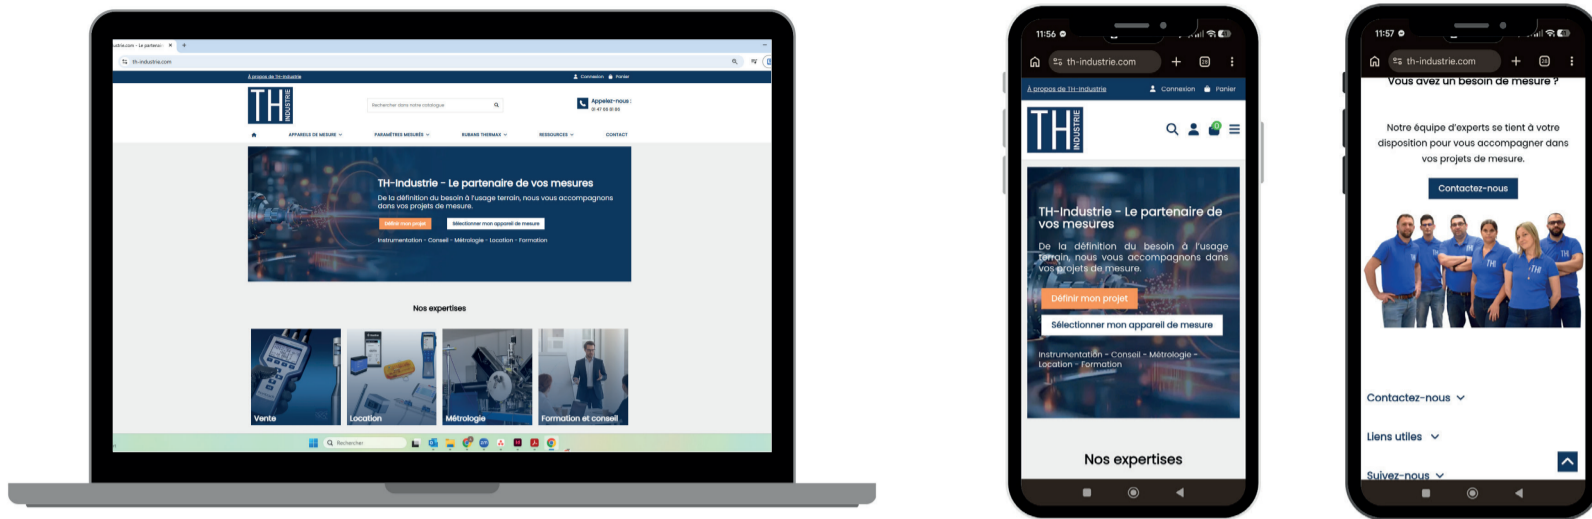 ustrie.com - Le partenai
th-industrie.com
À propos de TH-Industrie
Connexion
Panier
TH INDUSTRIE
Rechercher dans notre catalogue
Appelez-nous :
APPAREILS DE MESURE
PARAMÈTRES MESURÉS
RUBANS THERMAX
RESSOURCES
CONTACT
TH-Industrie - Le partenaire de vos mesures
De la définition du besoin à l'usage terrain, nous vous accompagnons
dans vos projets de mesure.
Définir mon projet
Sélectionner mon appareil de mesure
Instrumentation - Conseil - Métrologie - Location - Formation
Nos expertises
Vente
Location
Métrologie
Formation et conseil
Rechercher
11:56
th-industrie.com
À propos de TH-Industrie
Connexion
Panier
TH INDUSTRIE
0
TH-Industrie - Le partenaire de
vos mesures
De la définition du besoin à l'usage
terrain, nous vous accompagnons dans
vos projets de mesure.
Définir mon projet
Sélectionner mon appareil de mesure
Instrumentation - Conseil - Métrologie -
Location - Formation
Nos expertises
11:57
th-industrie.com
Vous avez un besoin de mesure ?
Notre équipe d'experts se tient à votre
disposition pour vous accompagner dans
vos projets de mesure.
Contactez-nous
TH
TH
TH
Contactez-nous
Liens utiles
Suivez-nous